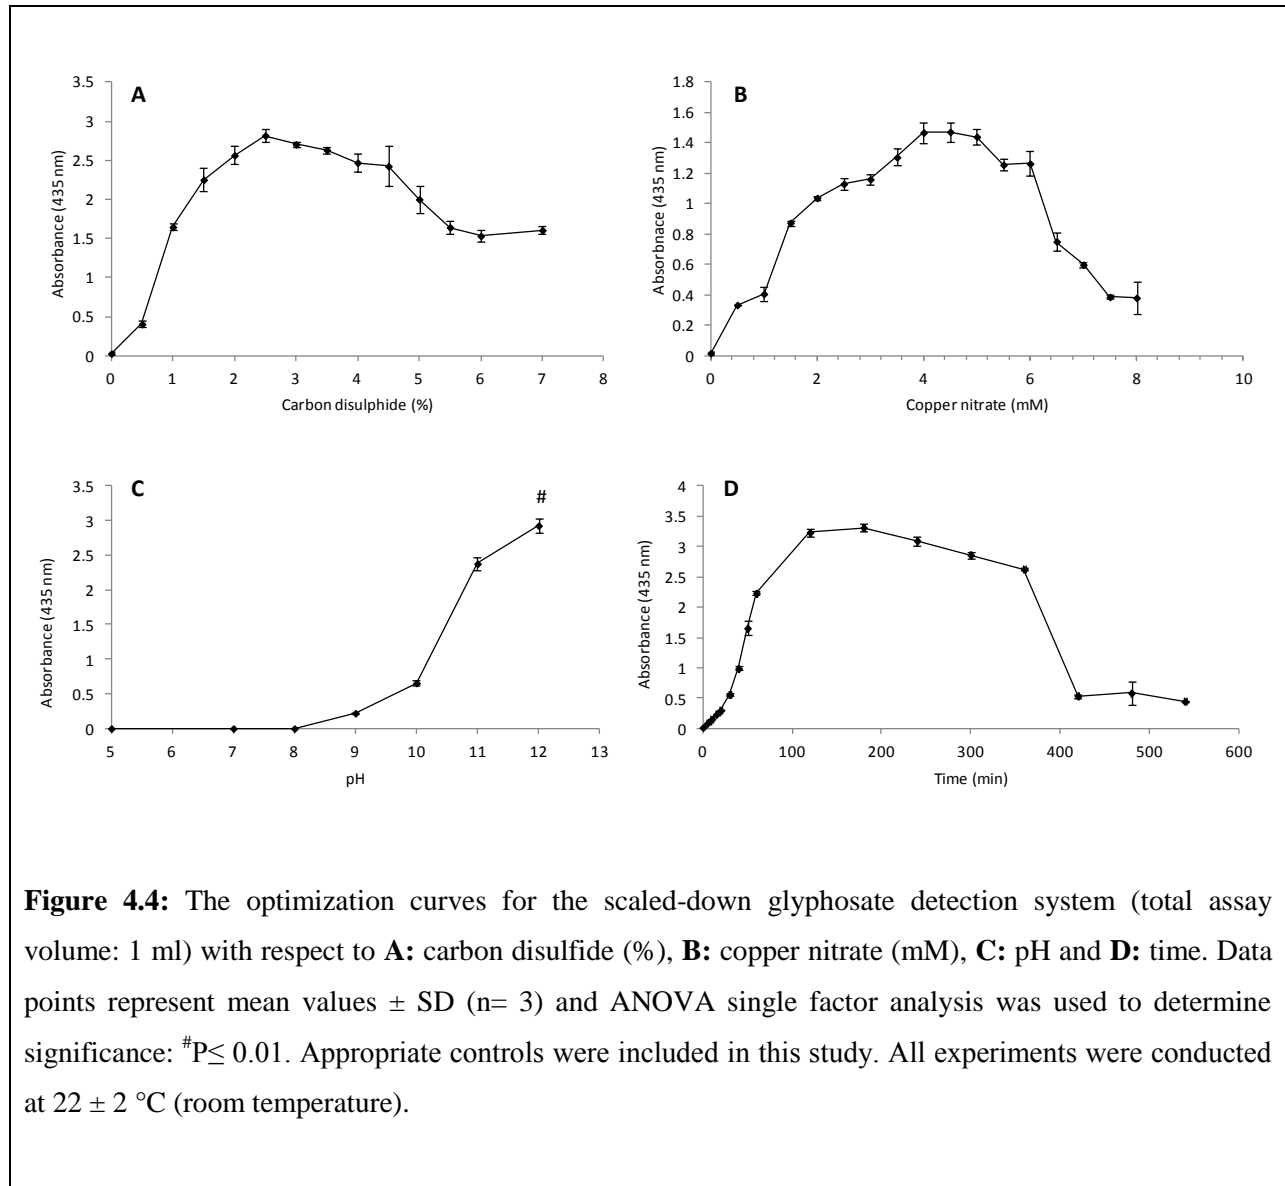 A
3.5
3
2.5
2
1.5
1
0.5
0
Absorbance (435 nm)
0 1 2 3 4 5 6 7 8
Carbon disulphide (%)
B
1.8
1.6
1.4
1.2
1
0.8
0.6
0.4
0.2
0
Absorbnace (435 nm)
0 2 4 6 8 10
Copper nitrate (mM)
C
#
3.5
3
2.5
2
1.5
1
0.5
0
Absorbance (435 nm)
5 6 7 8 9 10 11 12 13
pH
D
4
3.5
3
2.5
2
1.5
1
0.5
0
Absorbance (435 nm)
0 100 200 300 400 500 600
Time (min)
Figure 4.4: The optimization curves for the scaled-down glyphosate detection system (total assay
volume: 1 ml) with respect to A: carbon disulfide (%), B: copper nitrate (mM), C: pH and D: time. Data
points represent mean values ± SD (n= 3) and ANOVA single factor analysis was used to determine
significance: #P≤ 0.01. Appropriate controls were included in this study. All experiments were conducted
at 22 ± 2 °C (room temperature).